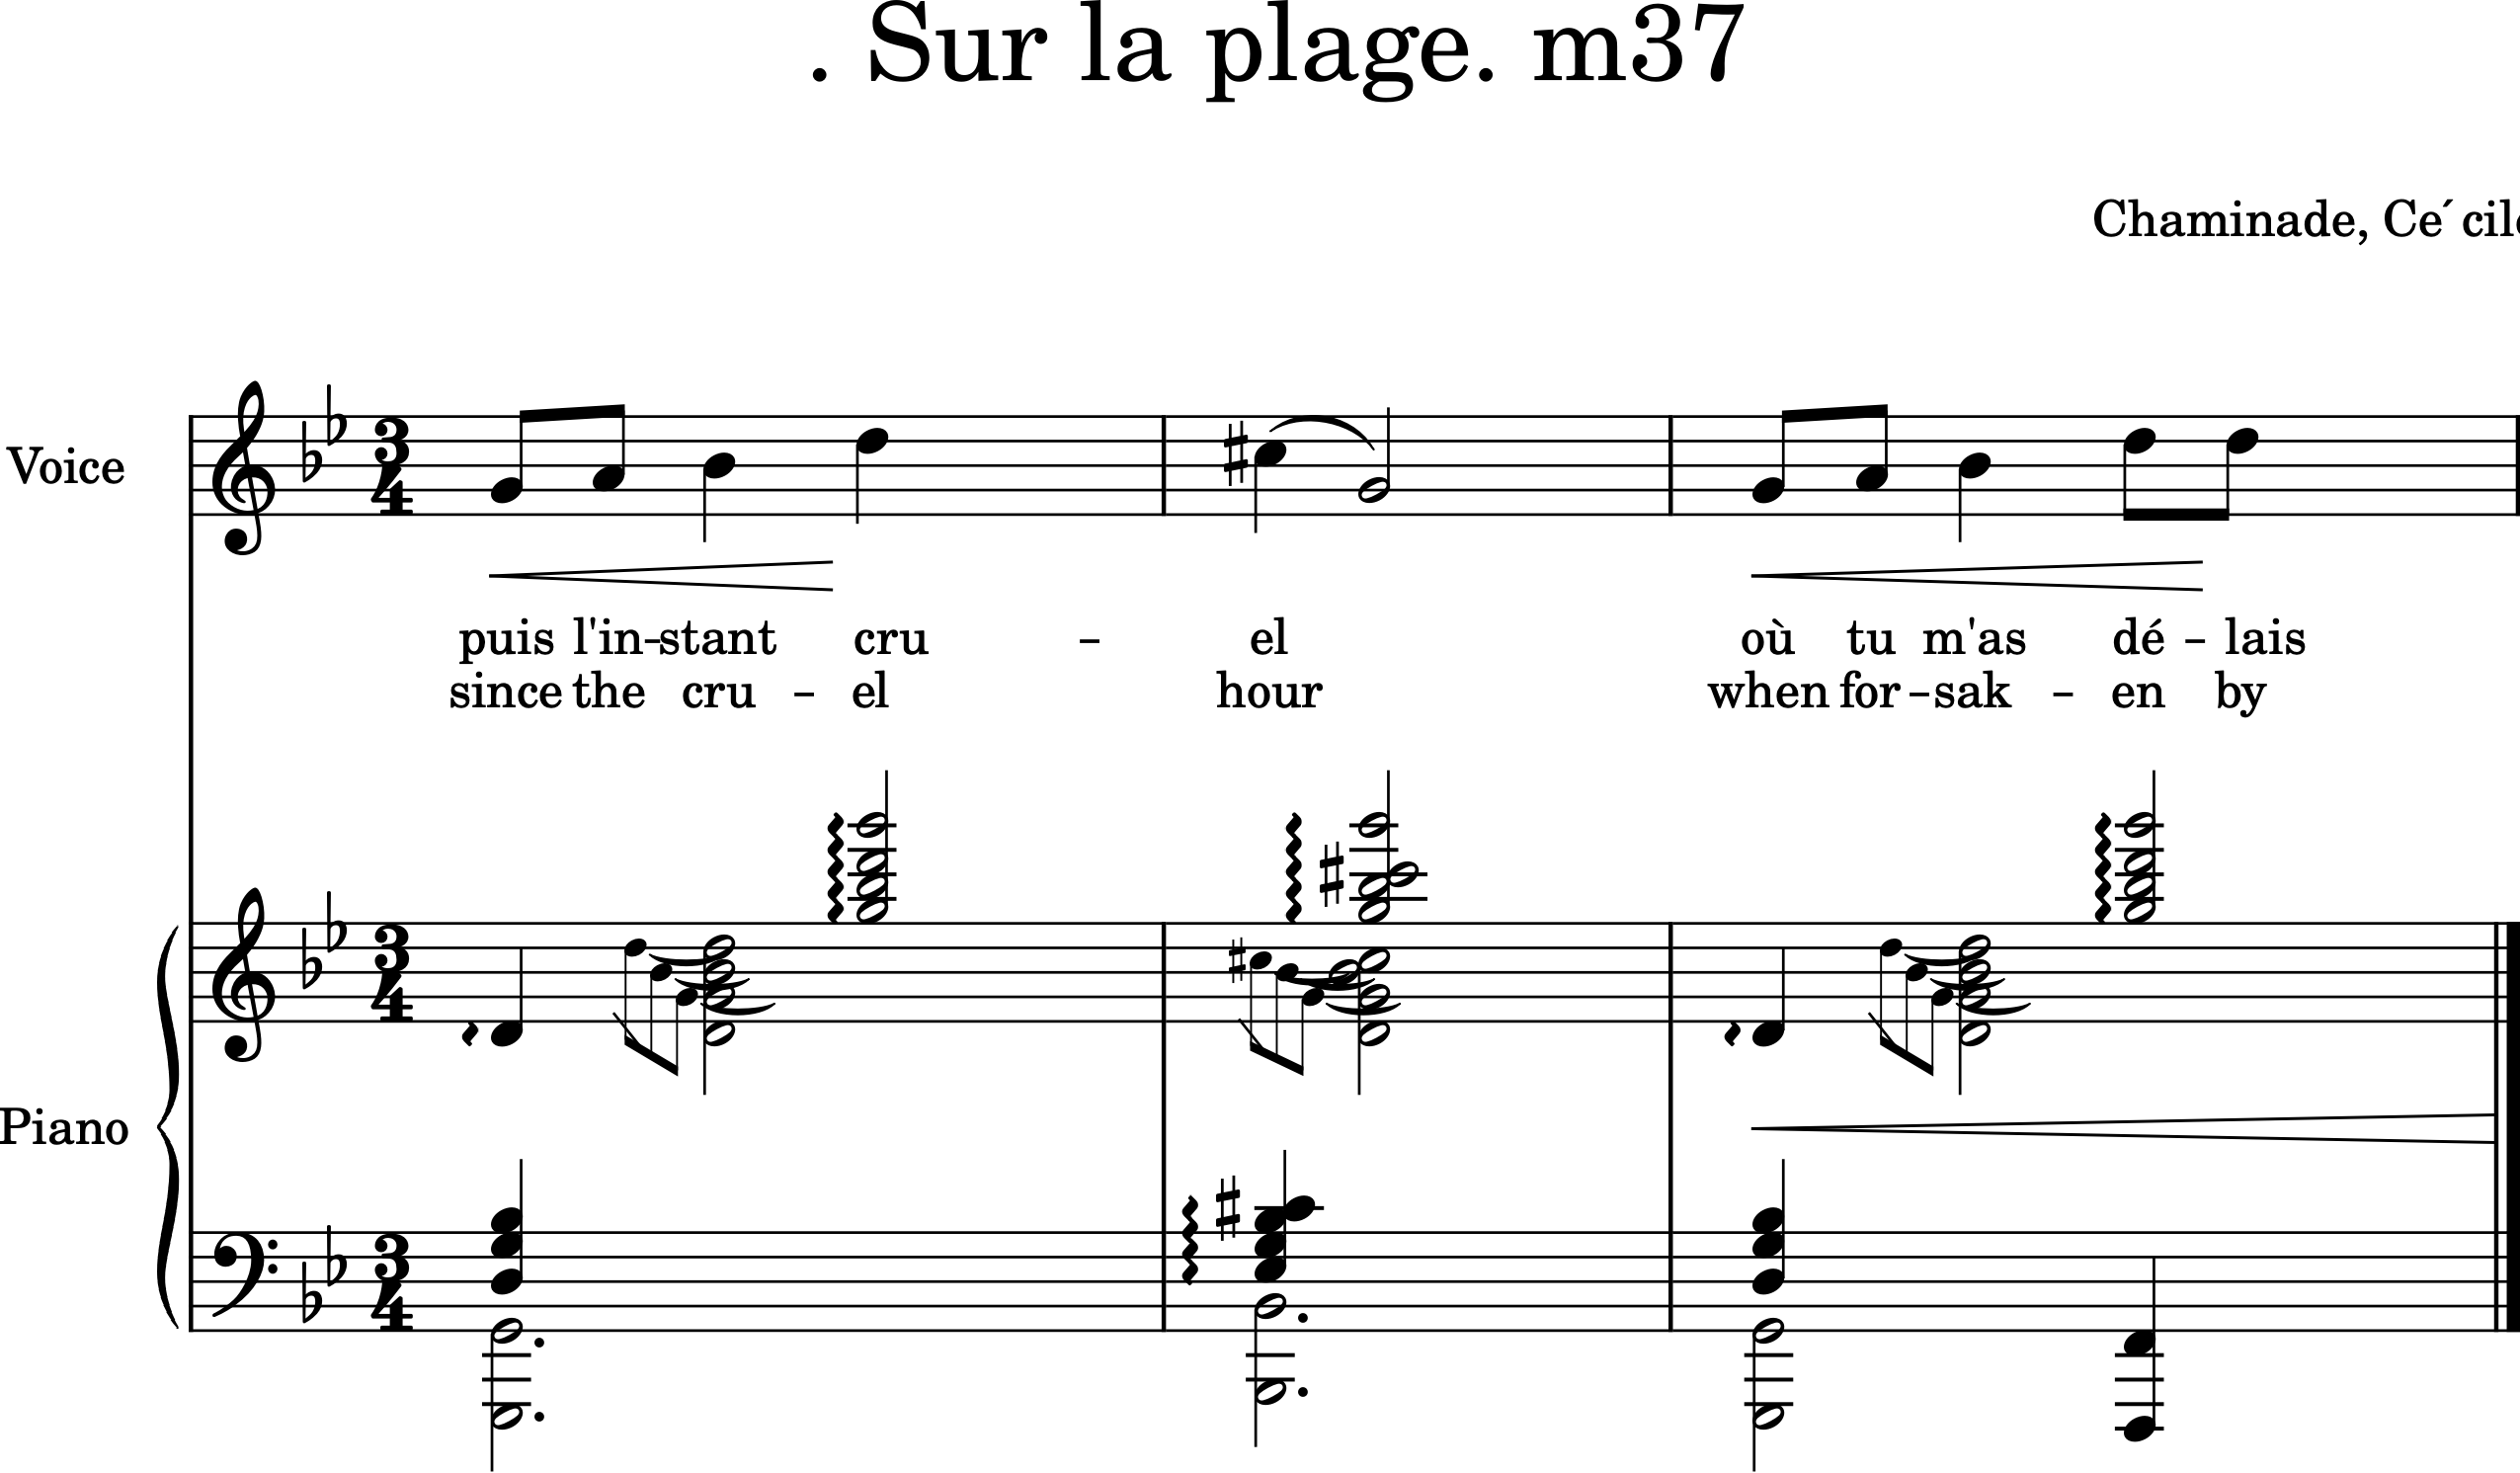 . Sur la plage. m37
Chaminade, Ce´ cile
Voice
puis l'in-stant cru - el où tu m'as dé - lais
since the cru - el hour when for - sak - en by
Piano